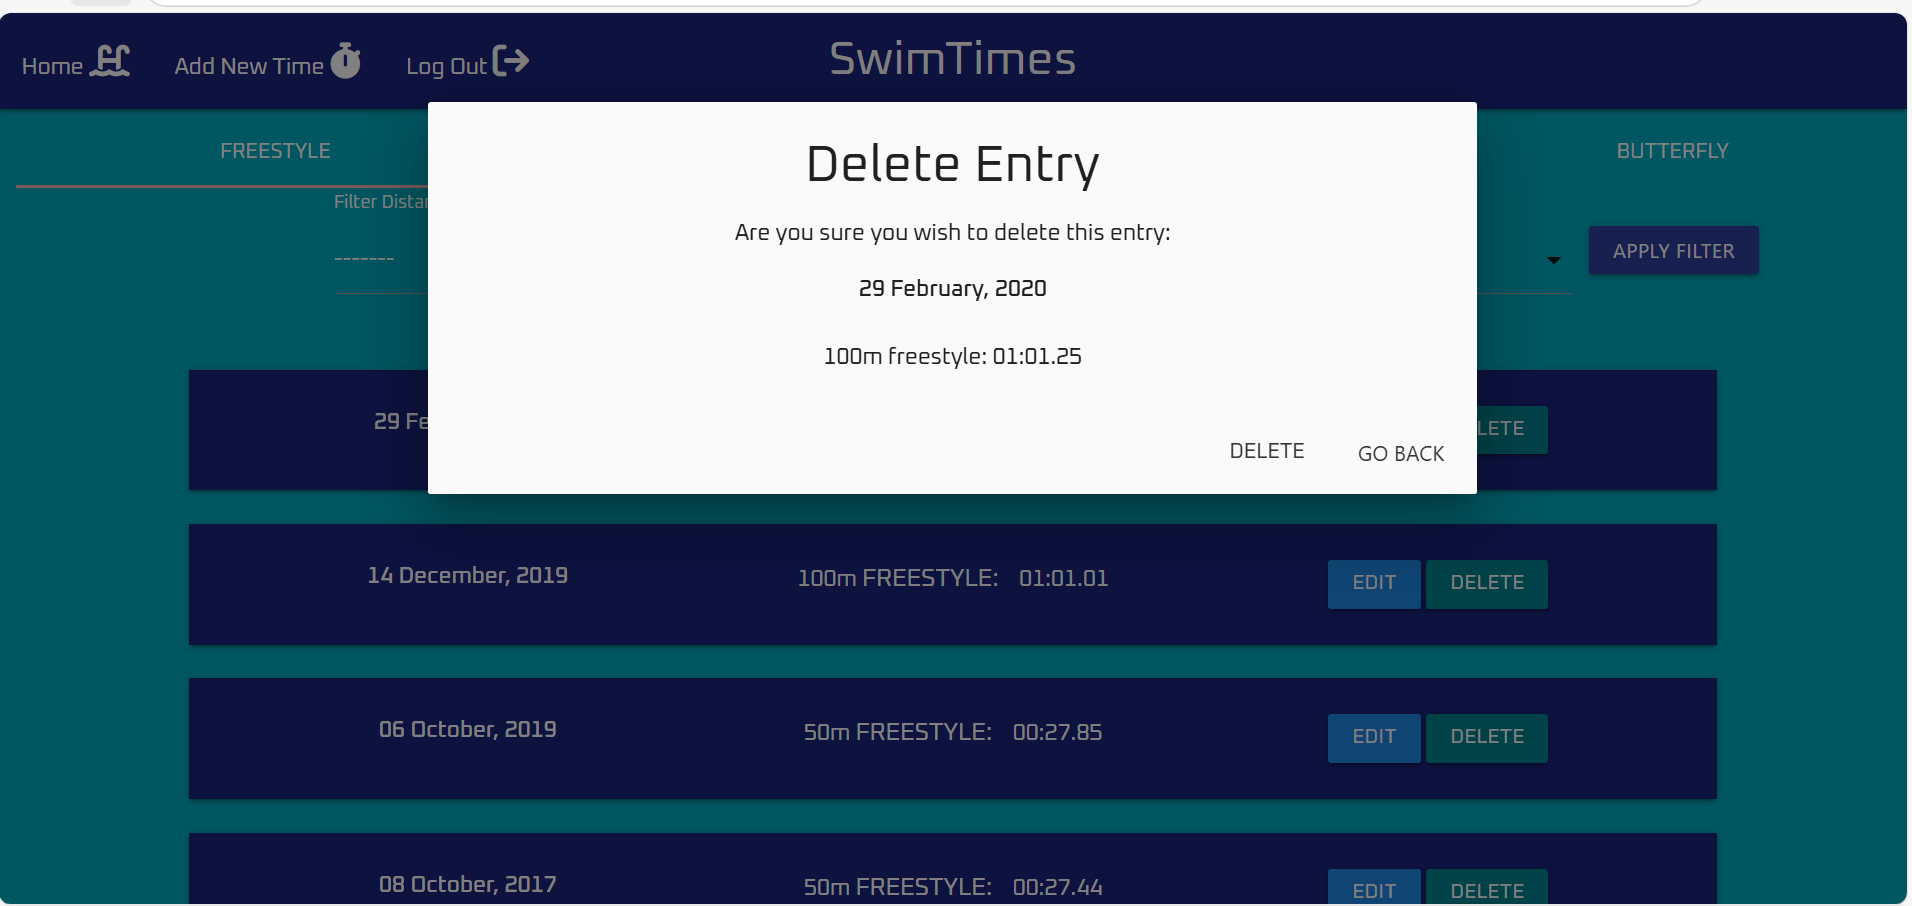 Home
Add New Time
Log Out
SwimTimes
FREESTYLE
BUTTERFLY
Filter
-------
APPLY FILTER
Delete Entry
Are you sure you wish to delete this entry:
29 February, 2020
100m freestyle: 01:01.25
DELETE
GO BACK
29
14 December, 2019
100m FREESTYLE: 01:01.01
EDIT
DELETE
06 October, 2019
50m FREESTYLE: 00:27.85
EDIT
DELETE
08 October, 2017
50m FREESTYLE: 00:27.44
EDIT
DELETE